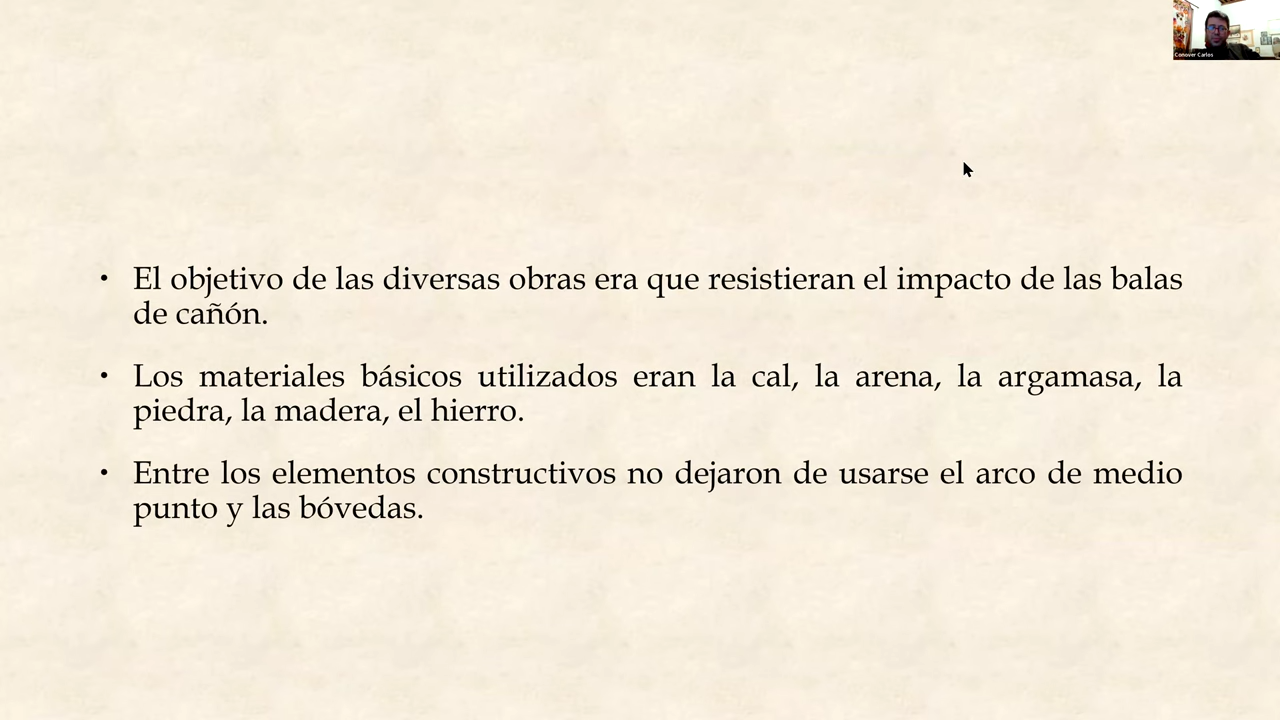 Conover Carlos
• El objetivo de las diversas obras era que resistieran el impacto de las balas
de cañón.
• Los materiales básicos utilizados eran la cal, la arena, la argamasa, la
piedra, la madera, el hierro.
• Entre los elementos constructivos no dejaron de usarse el arco de medio
punto y las bóvedas.